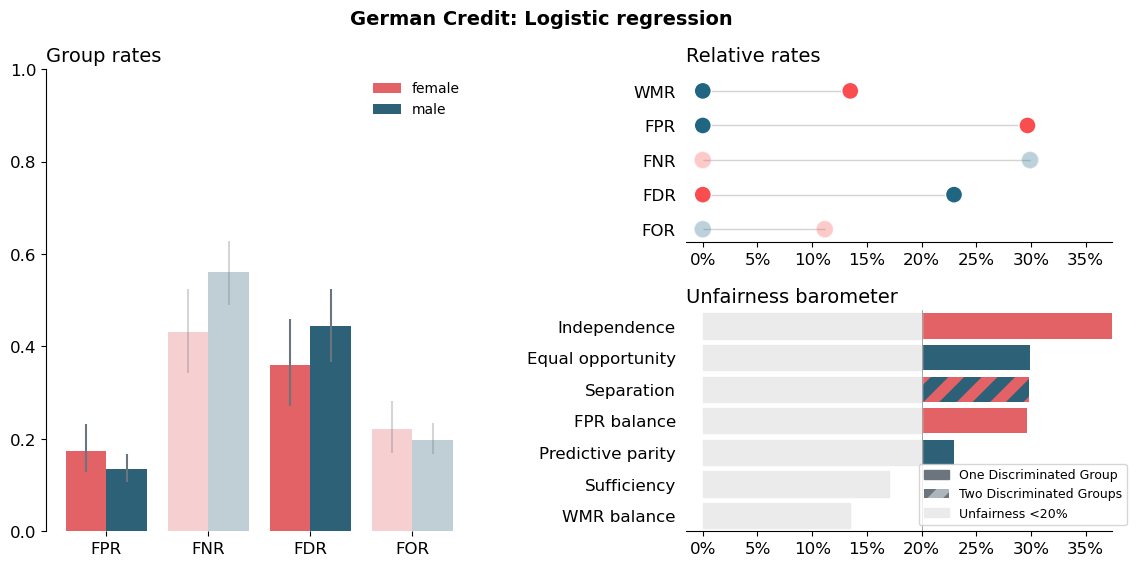 German Credit: Logistic regression
Group rates
1.0
0.8
0.6
0.4
0.2
0.0
FPR
FNR
FDR
FOR
female
male
Relative rates
WMR
FPR
FNR
FDR
FOR
0%
5%
10%
15%
20%
25%
30%
35%
Unfairness barometer
Independence
Equal opportunity
Separation
FPR balance
Predictive parity
Sufficiency
WMR balance
One Discriminated Group
Two Discriminated Groups
Unfairness <20%
0%
5%
10%
15%
20%
25%
30%
35%